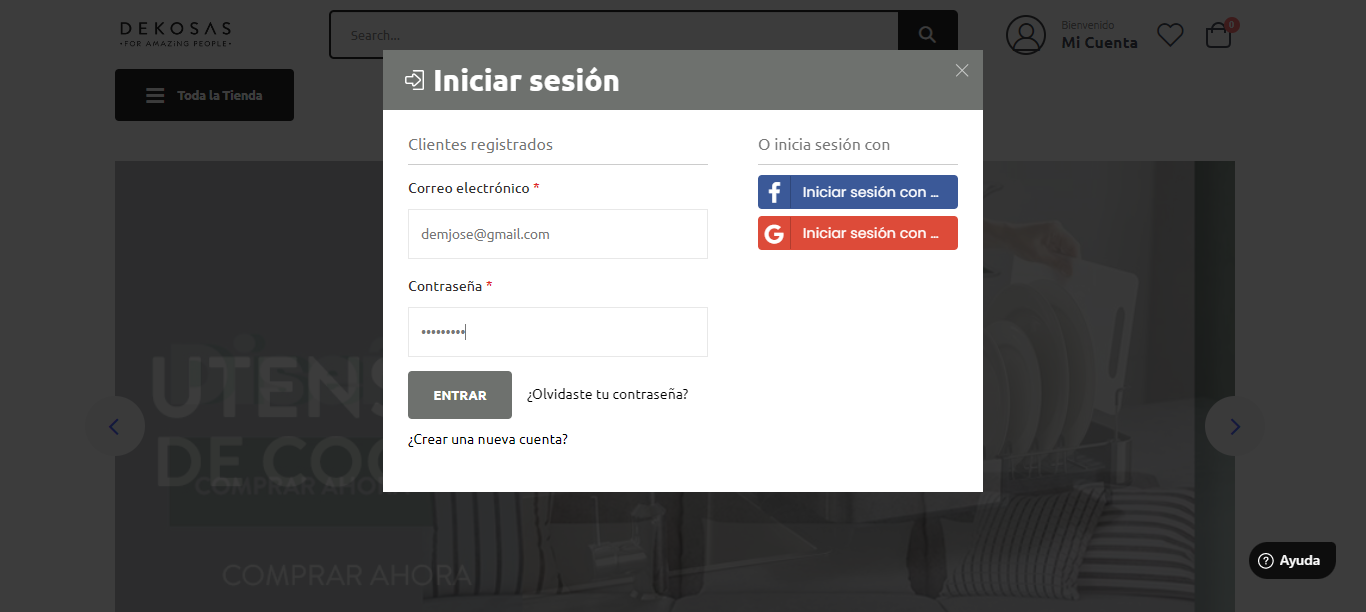 DEKOSAS
•FOR AMAZING PEOPLE•
Search...
Bienvenido
Mi Cuenta
0
Toda la Tienda
Iniciar sesión
Clientes registrados
O inicia sesión con
Correo electrónico *
demjose@gmail.com
Iniciar sesión con ...
Iniciar sesión con ...
Contraseña *
•••••••••
ENTRAR
¿Olvidaste tu contraseña?
¿Crear una nueva cuenta?
UTENS
DE COC
COMPRAR AHO
COMPRAR AHORA
Ayuda